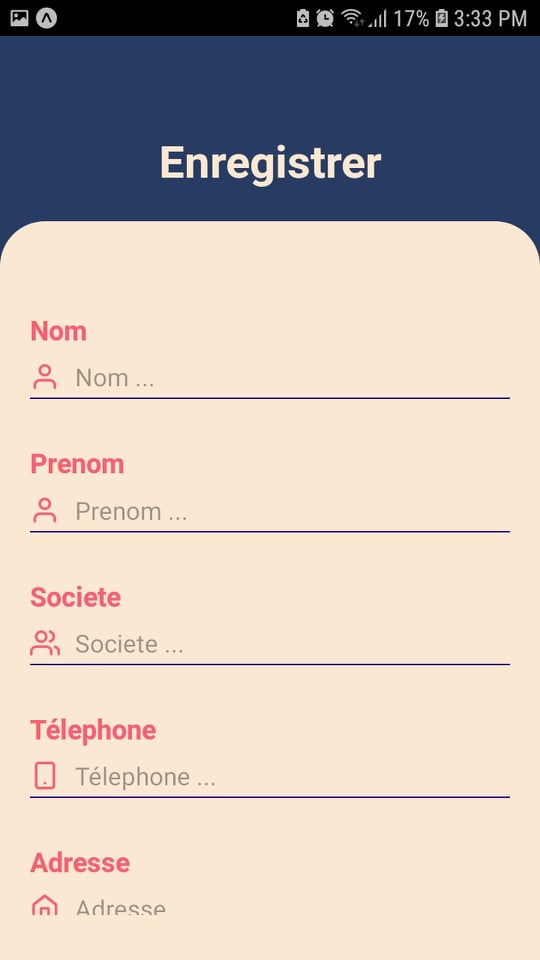 17% 3:33 PM
Enregistrer
Nom
Nom ...
Prenom
Prenom ...
Societe
Societe ...
Télephone
Télephone ...
Adresse
Adresse